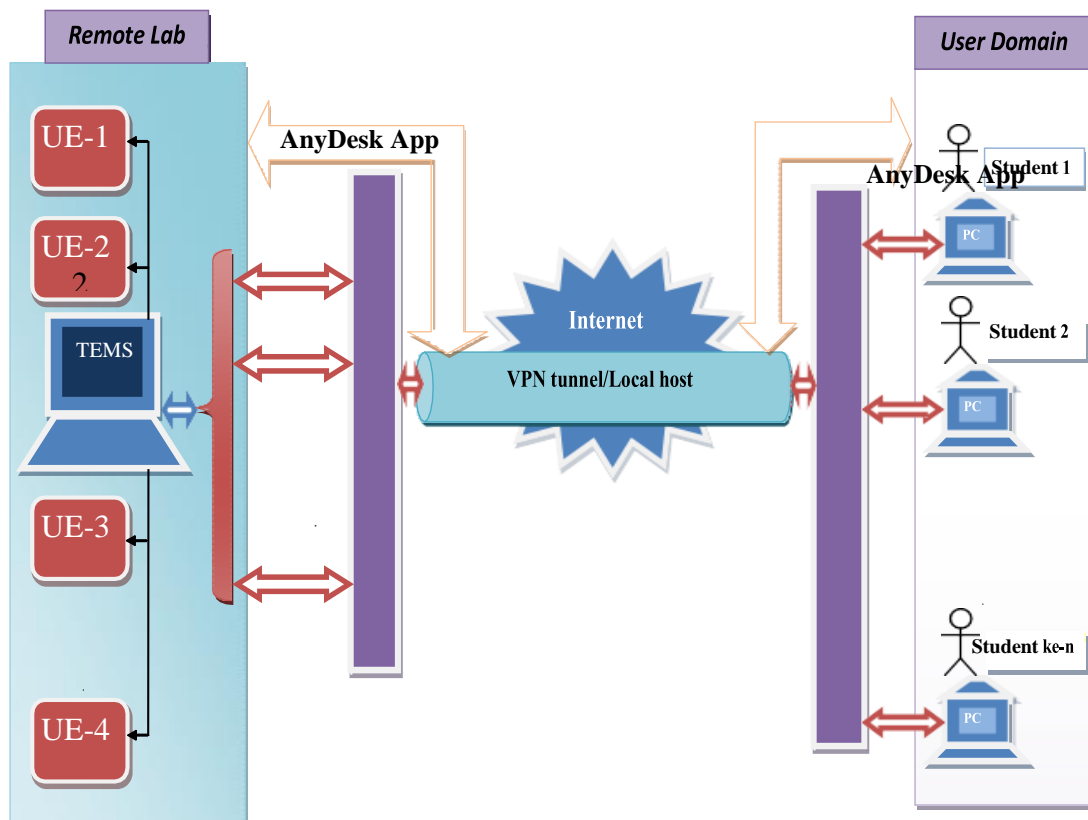 Remote Lab
User Domain
UE-1
AnyDesk App
Student 1
AnyDesk App
PC
UE-2
2
Internet
Student 2
TEMS
VPN tunnel/Local host
PC
UE-3
Student ke-n
UE-4
PC